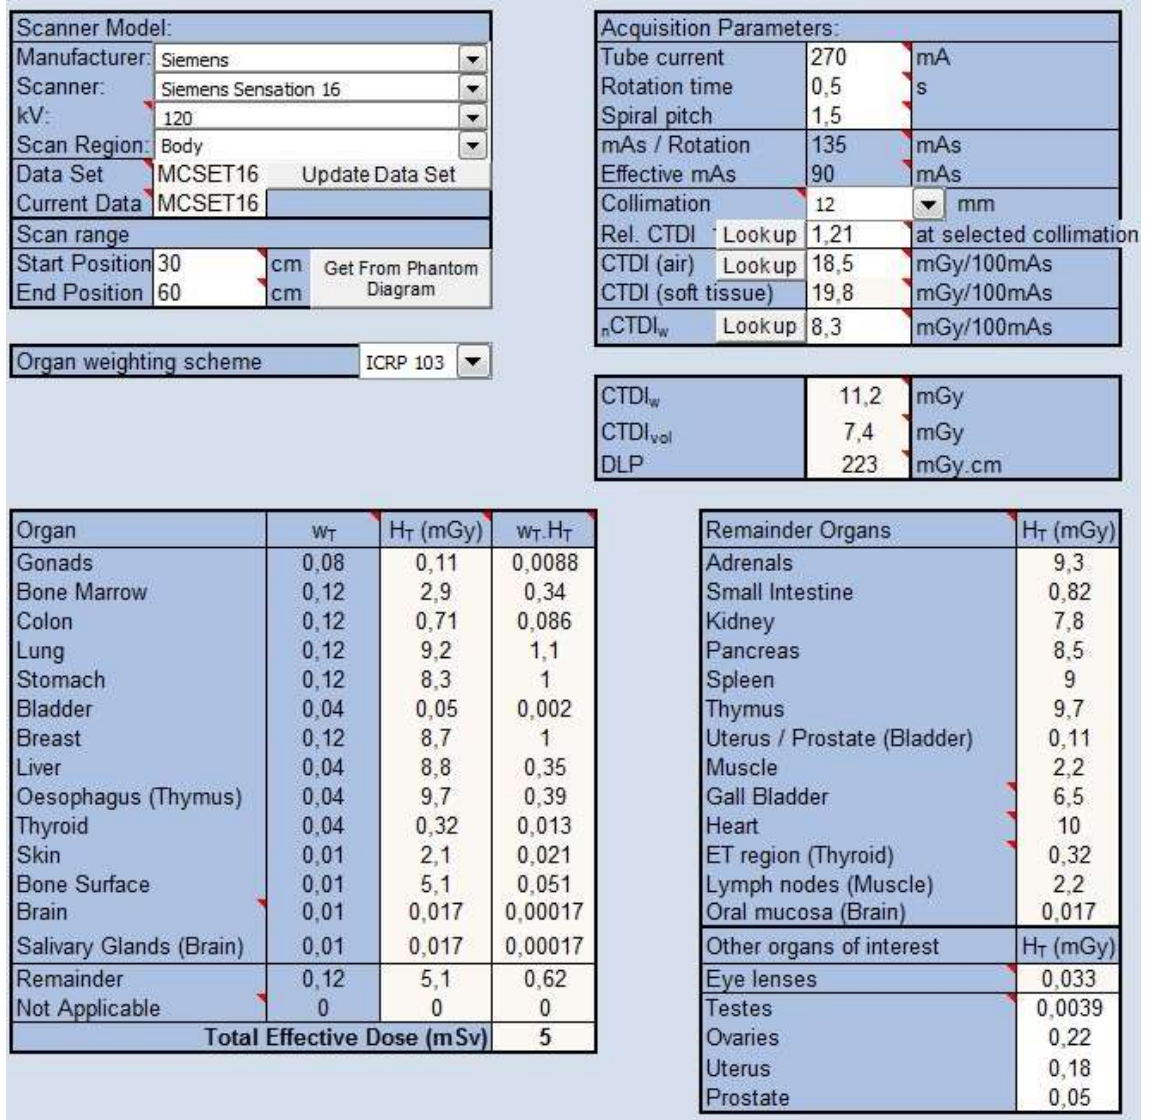 Scanner Model:
Manufacturer: Siemens
Scanner: Siemens Sensation 16
kV: 120
Scan Region: Body
Data Set MCSET16 Update Data Set
Current Data MCSET16
Scan range
Start Position 30 cm Get From Phantom Diagram
End Position 60 cm
Organ weighting scheme ICRP 103
Acquisition Parameters:
Tube current 270 mA
Rotation time 0,5 s
Spiral pitch 1,5
mAs / Rotation 135 mAs
Effective mAs 90 mAs
Collimation 12 mm
Rel. CTDI Look up 1,21 at selected collimation
CTDI (air) Look up 18,5 mGy/100mAs
CTDI (soft tissue) 19,8 mGy/100mAs
nCTDIw Look up 8,3 mGy/100mAs
CTDIw 11,2 mGy
CTDIvol 7,4 mGy
DLP 223 mGy.cm
Organ wT HT (mGy) wT.HT
Gonads 0,08 0,11 0,0088
Bone Marrow 0,12 2,9 0,34
Colon 0,12 0,71 0,086
Lung 0,12 9,2 1,1
Stomach 0,12 8,3 1
Bladder 0,04 0,05 0,002
Breast 0,12 8,7 1
Liver 0,04 8,8 0,35
Oesophagus (Thymus) 0,04 9,7 0,39
Thyroid 0,04 0,32 0,013
Skin 0,01 2,1 0,021
Bone Surface 0,01 5,1 0,051
Brain 0,01 0,017 0,00017
Salivary Glands (Brain) 0,01 0,017 0,00017
Remainder 0,12 5,1 0,62
Not Applicable 0 0 0
Total Effective Dose (mSv) 5
Remainder Organs HT (mGy)
Adrenals 9,3
Small Intestine 0,82
Kidney 7,8
Pancreas 8,5
Spleen 9
Thymus 9,7
Uterus / Prostate (Bladder) 0,11
Muscle 2,2
Gall Bladder 6,5
Heart 10
ET region (Thyroid) 0,32
Lymph nodes (Muscle) 2,2
Oral mucosa (Brain) 0,017
Other organs of interest HT (mGy)
Eye lenses 0,033
Testes 0,0039
Ovaries 0,22
Uterus 0,18
Prostate 0,05